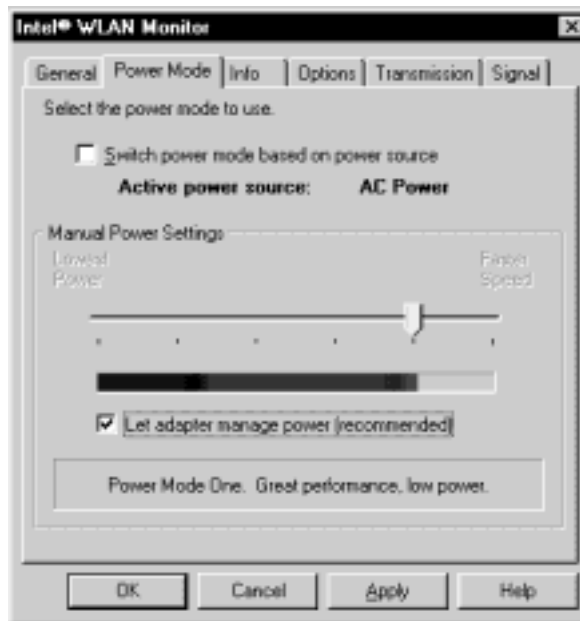 Intel® WLAN Monitor
General Power Mode Info Options Transmission Signal
Select the power mode to use.
Switch power mode based on power source
Active power source: AC Power
Manual Power Settings
Lowest Faster
Power Speed
Let adapter manage power (recommended)
Power Mode One. Great performance, low power.
OK Cancel Apply Help